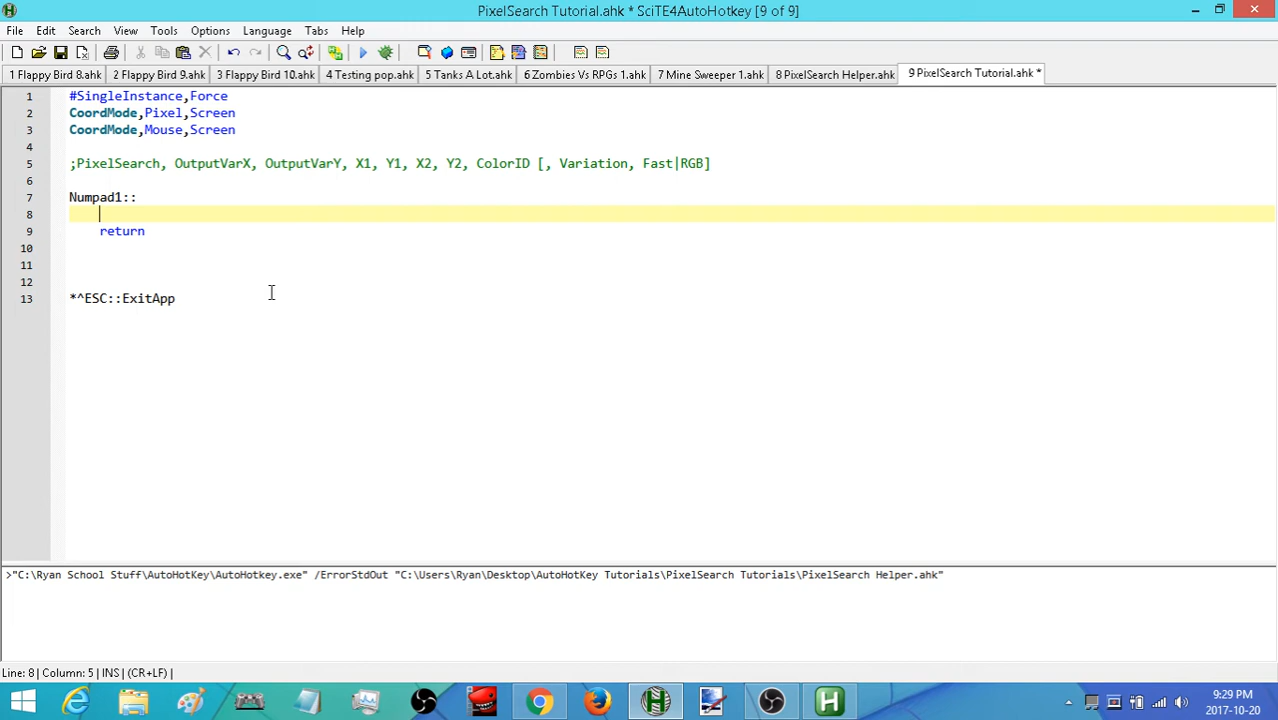 PixelSearch Tutorial.ahk * SciTE4AutoHotkey [9 of 9]
File Edit Search View Tools Options Language Tabs Help
1 Flappy Bird 8.ahk 2 Flappy Bird 9.ahk 3 Flappy Bird 10.ahk 4 Testing pop.ahk 5 Tanks A Lot.ahk 6 Zombies Vs RPGs 1.ahk 7 Mine Sweeper 1.ahk 8 PixelSearch Helper.ahk 9 PixelSearch Tutorial.ahk *
1 #SingleInstance,Force
2 CoordMode,Pixel,Screen
3 CoordMode,Mouse,Screen
4
5 ;PixelSearch, OutputVarX, OutputVarY, X1, Y1, X2, Y2, ColorID [, Variation, Fast|RGB]
6
7 Numpad1::
8
9 return
10
11
12
13 *^ESC::ExitApp
>"C:\Ryan School Stuff\AutoHotKey\AutoHotkey.exe" /ErrorStdOut "C:\Users\Ryan\Desktop\AutoHotKey Tutorials\PixelSearch Tutorials\PixelSearch Helper.ahk"
Line: 8 | Column: 5 | INS | (CR+LF) |
9:29 PM
2017-10-20